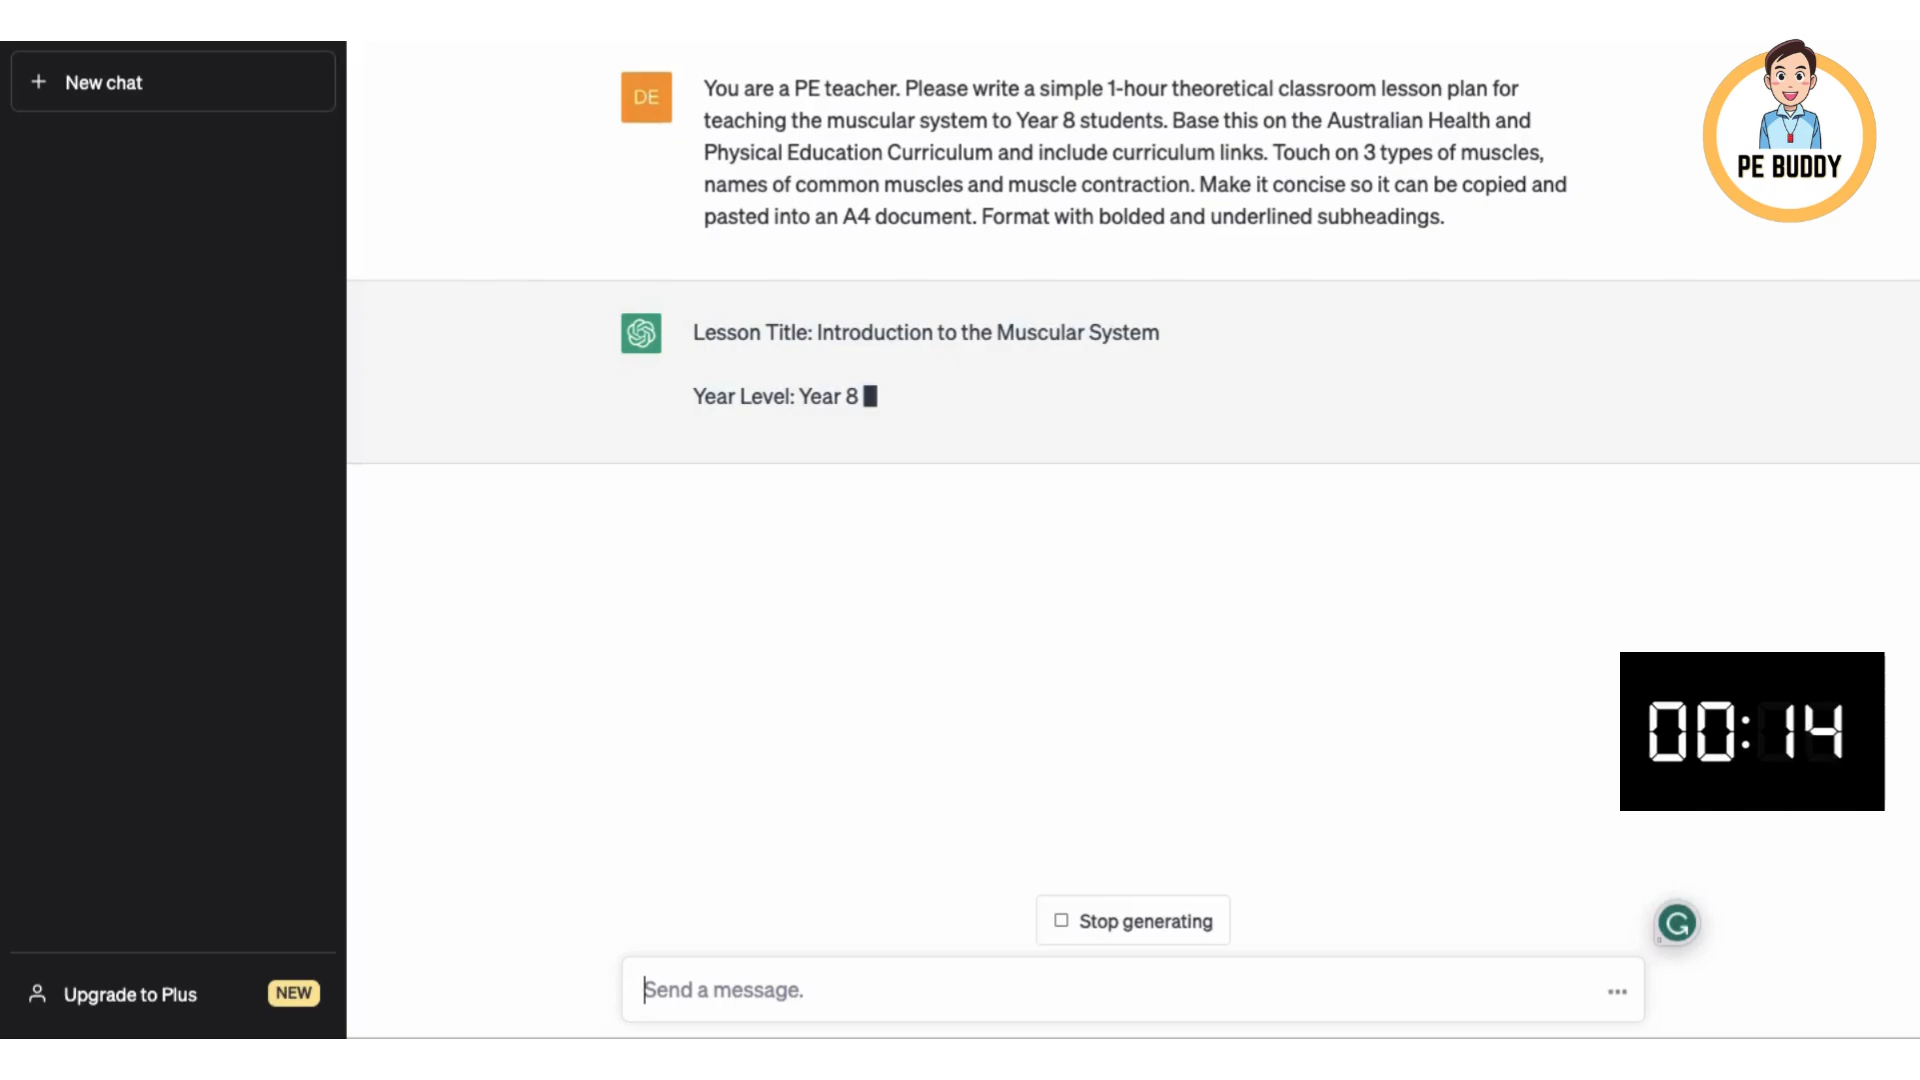 New chat
DE
You are a PE teacher. Please write a simple 1-hour theoretical classroom lesson plan for
teaching the muscular system to Year 8 students. Base this on the Australian Health and
Physical Education Curriculum and include curriculum links. Touch on 3 types of muscles,
names of common muscles and muscle contraction. Make it concise so it can be copied and
pasted into an A4 document. Format with bolded and underlined subheadings.
PE BUDDY
Lesson Title: Introduction to the Muscular System
Year Level: Year 8
00:14
Stop generating
G
Upgrade to Plus
NEW
Send a message.